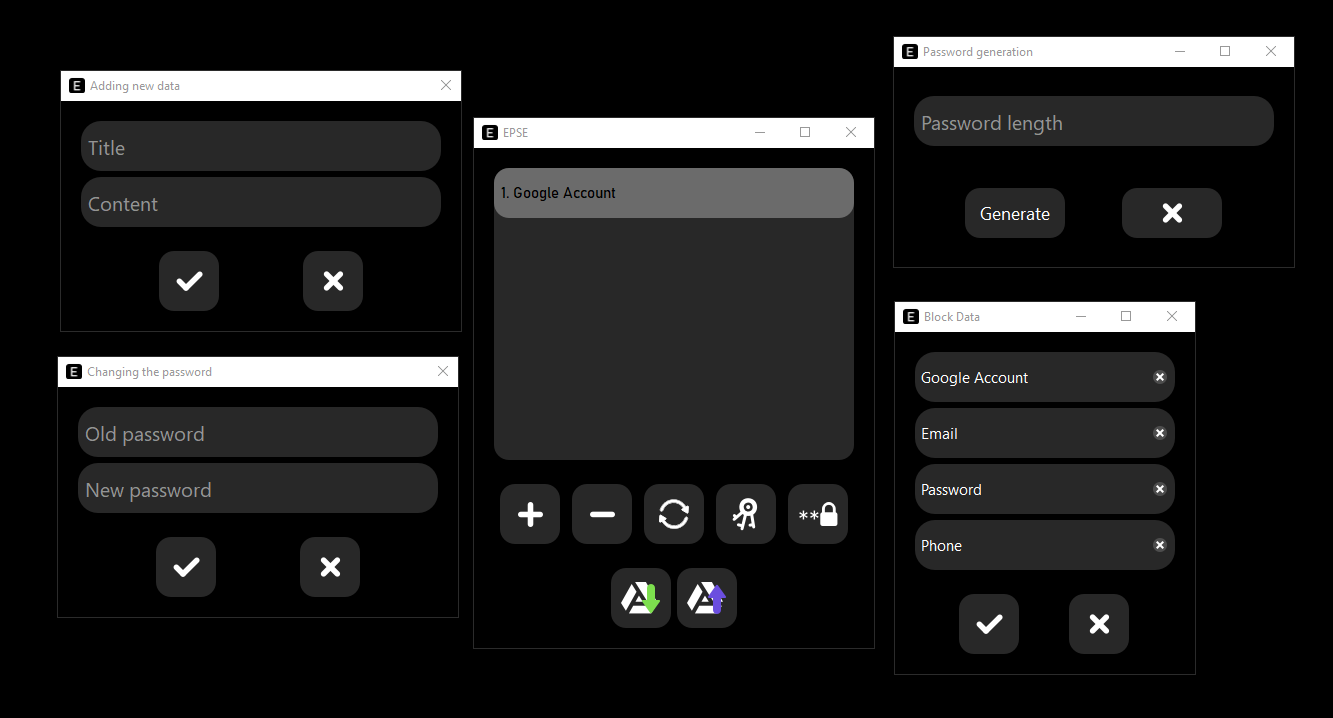 E Adding new data
Title
Content
E Changing the password
Old password
New password
E EPSE
1. Google Account
**
E Password generation
Password length
Generate
E Block Data
Google Account
Email
Password
Phone